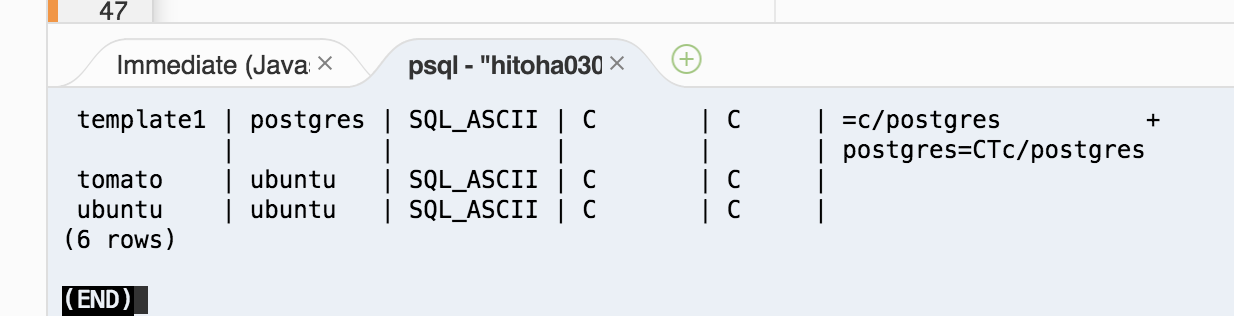 47
Immediate (Java: ×
psql - "hitoha030 ×
template1 | postgres | SQL_ASCII | C | C | =c/postgres +
| | | | | postgres=CTc/postgres
tomato | ubuntu | SQL_ASCII | C | C |
ubuntu | ubuntu | SQL_ASCII | C | C |
(6 rows)
(END)